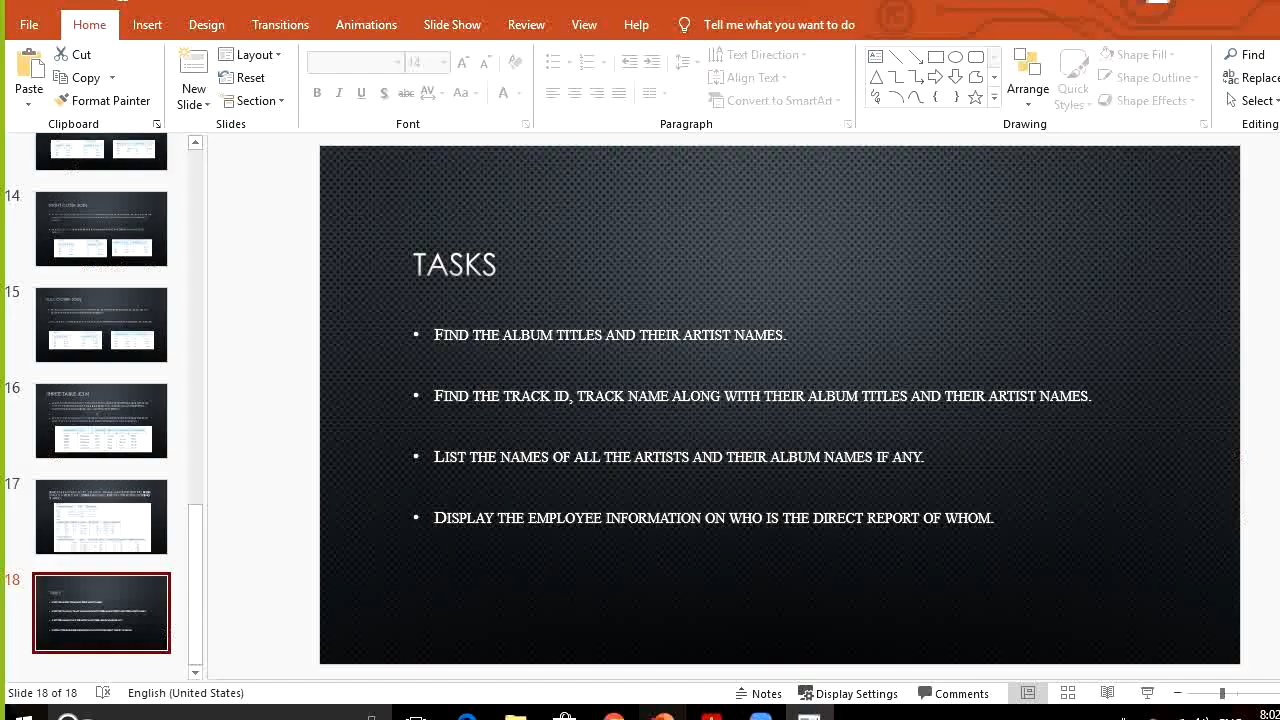 File Home Insert Design Transitions Animations Slide Show Review View Help Tell me what you want to do
Cut
Copy
Format Painter
Paste
Clipboard
New
Slide
Layout
Reset
Section
Slides
B I U S abc AV Aa A
Font
Paragraph
Text Direction
Align Text
Convert to SmartArt
Arrange
Quick
Styles
Shape Fill
Shape Outline
Shape Effects
Drawing
Find
Replac
Select
Editing
14
15
16
17
18
TASKS
• FIND THE ALBUM TITLES AND THEIR ARTIST NAMES.
• FIND THE TRACK ID, TRACK NAME ALONG WITH THEIR ALBUM TITLES AND THEIR ARTIST NAMES.
• LIST THE NAMES OF ALL THE ARTISTS AND THEIR ALBUM NAMES IF ANY.
• DISPLAY THE EMPLOYEE INFORMATION ON WHO IS THE DIRECT REPORT OF WHOM.
Slide 18 of 18 English (United States) Notes Display Settings Comments
8:02